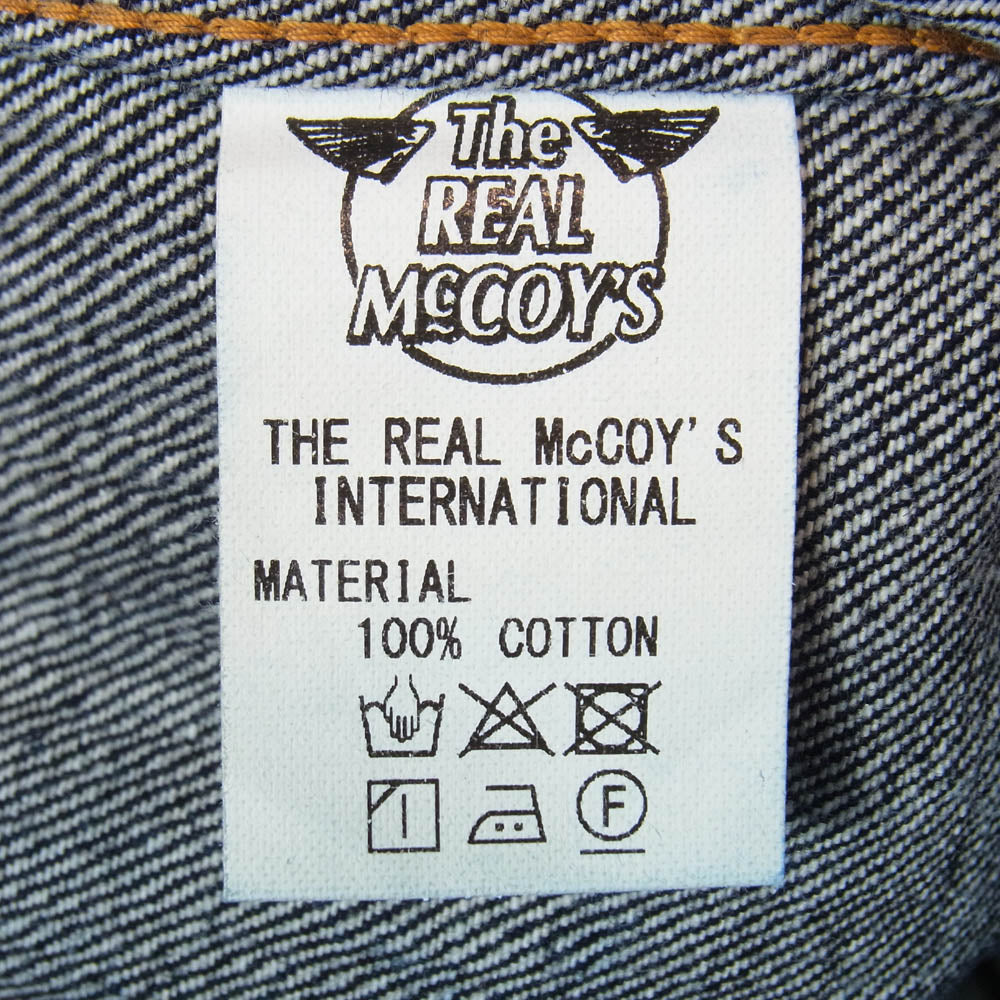 The
REAL
McCOY'S
THE REAL McCOY'S
INTERNATIONAL
MATERIAL
100% COTTON
F